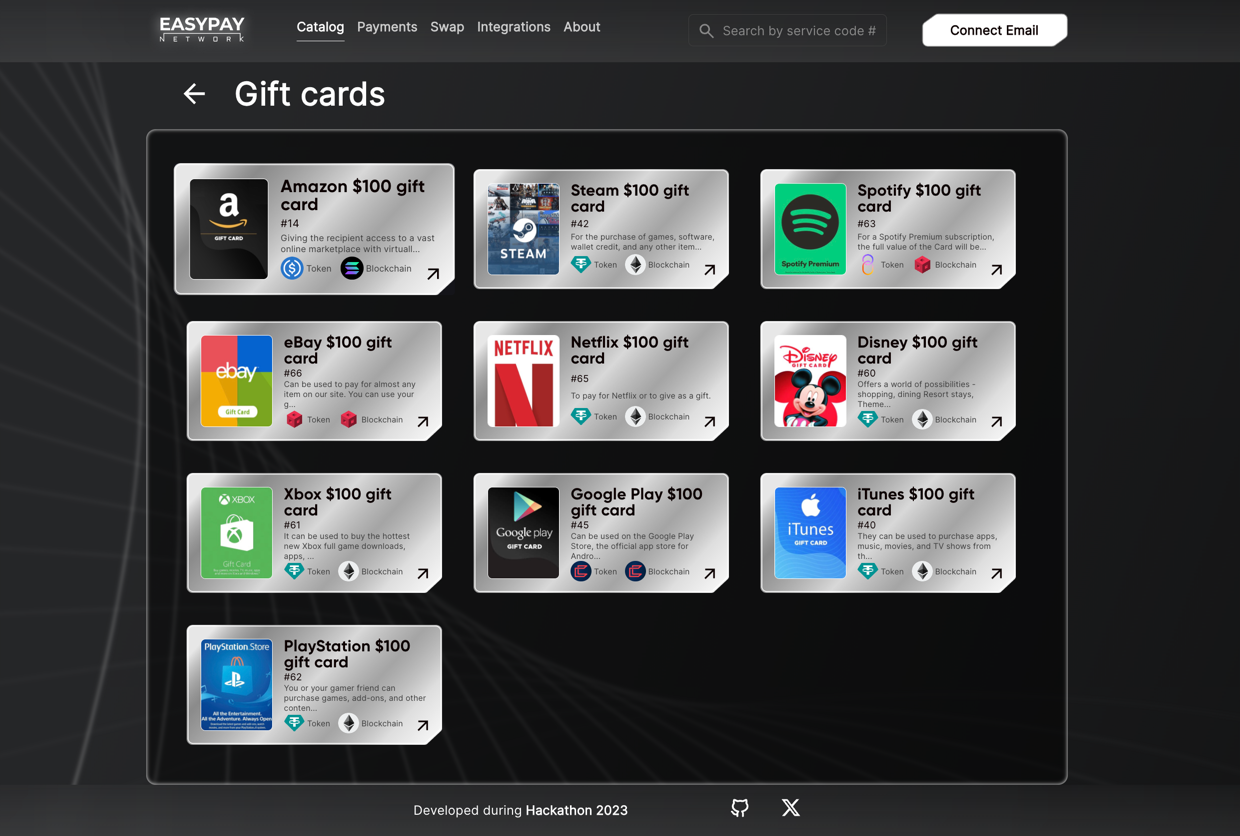 EASYPAY
NETWORK
Catalog Payments Swap Integrations About
Search by service code #
Connect Email
Gift cards
a
GIFT CARD
Amazon $100 gift
card
#14
Giving the recipient access to a vast
online marketplace with virtuall...
Token Blockchain
STEAM
Steam $100 gift
card
#42
For the purchase of games, software,
wallet credit, and any other item...
Token Blockchain
Spotify Premium
Spotify $100 gift
card
#63
For a Spotify Premium subscription,
the full value of the Card will be...
Token Blockchain
ebay
Gift Card
eBay $100 gift
card
#66
Can be used to pay for almost any
item on our site. You can use your
g...
Token Blockchain
NETFLIX
N
Netflix $100 gift
card
#65
To pay for Netflix or to give as a gift.
Token Blockchain
Disney
GIFT CARD
Disney $100 gift
card
#60
Offers a world of possibilities -
shopping, dining Resort stays,
Theme...
Token Blockchain
XBOX
Gift Card
Xbox $100 gift
card
#61
It can be used to buy the hottest
new Xbox full game downloads,
apps, ...
Token Blockchain
Google play
GIFT CARD
Google Play $100
gift card
#45
Can be used on the Google Play
Store, the official app store for
Andro...
Token Blockchain
iTunes
GIFT CARD
iTunes $100 gift
card
#40
They can be used to purchase apps,
music, movies, and TV shows from
th...
Token Blockchain
PlayStation Store
All the Entertainment.
All the Adventure. Always Open
PlayStation $100
gift card
#62
You or your gamer friend can
purchase games, add-ons, and other
conten...
Token Blockchain
Developed during Hackathon 2023